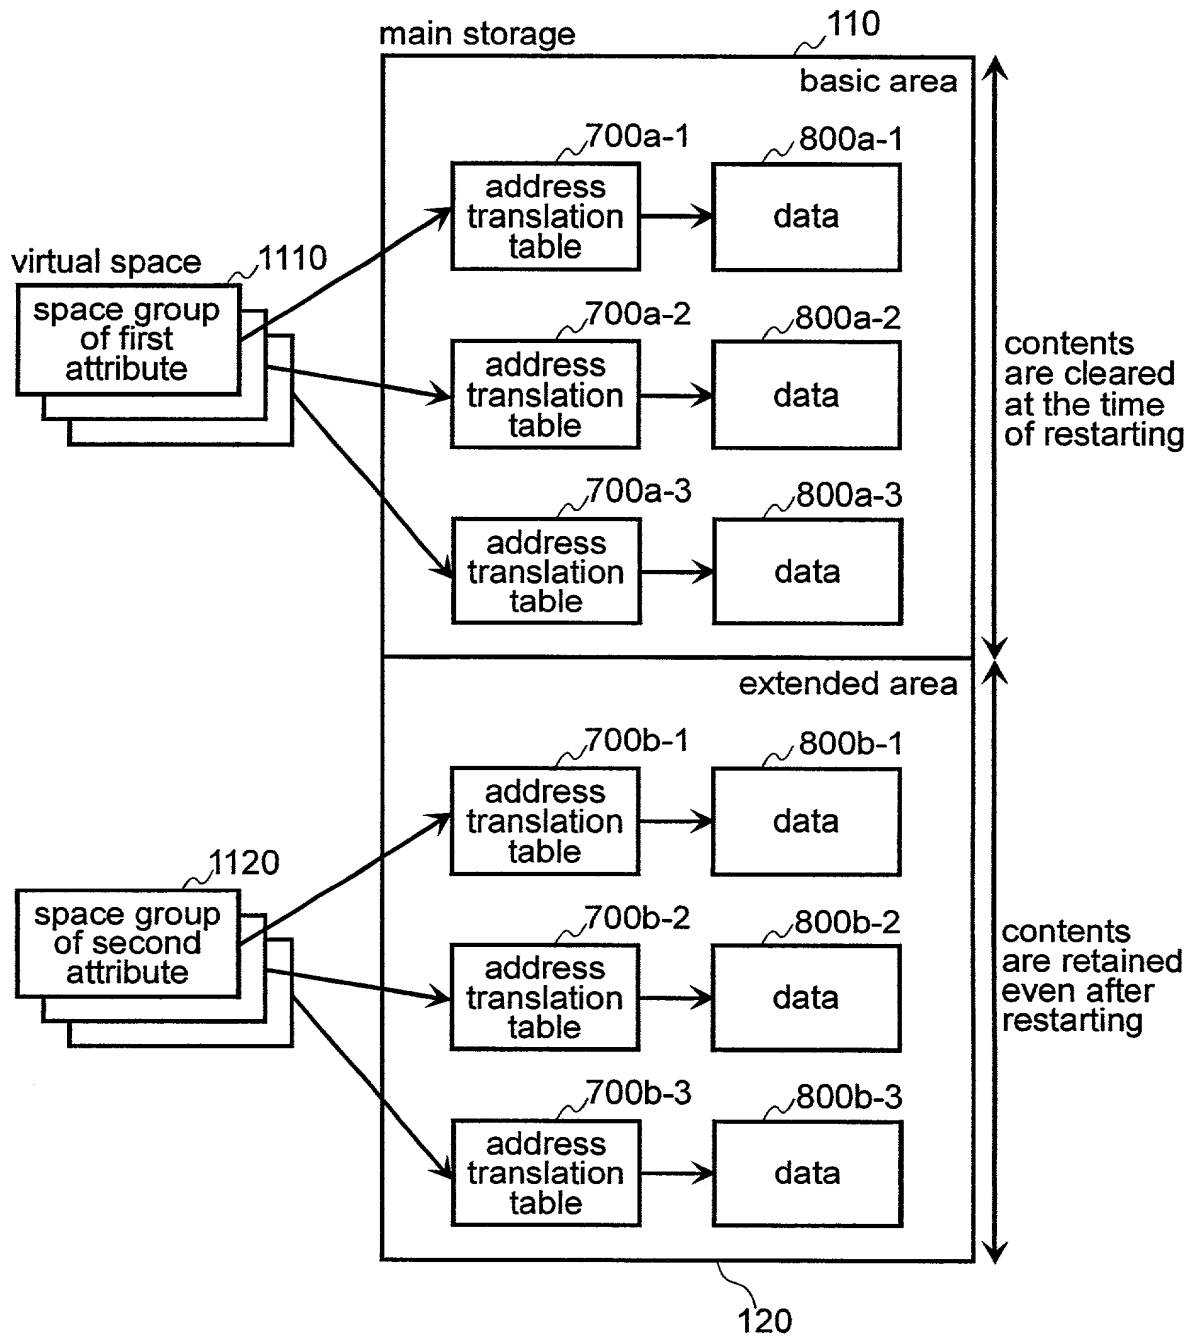 main storage
110
basic area
700a-1
800a-1
address
translation
table
data
virtual space
1110
space group
of first
attribute
700a-2
800a-2
address
translation
table
data
contents
are cleared
at the time
of restarting
700a-3
800a-3
address
translation
table
data
extended area
700b-1
800b-1
address
translation
table
data
1120
space group
of second
attribute
700b-2
800b-2
address
translation
table
data
contents
are retained
even after
restarting
700b-3
800b-3
address
translation
table
data
120